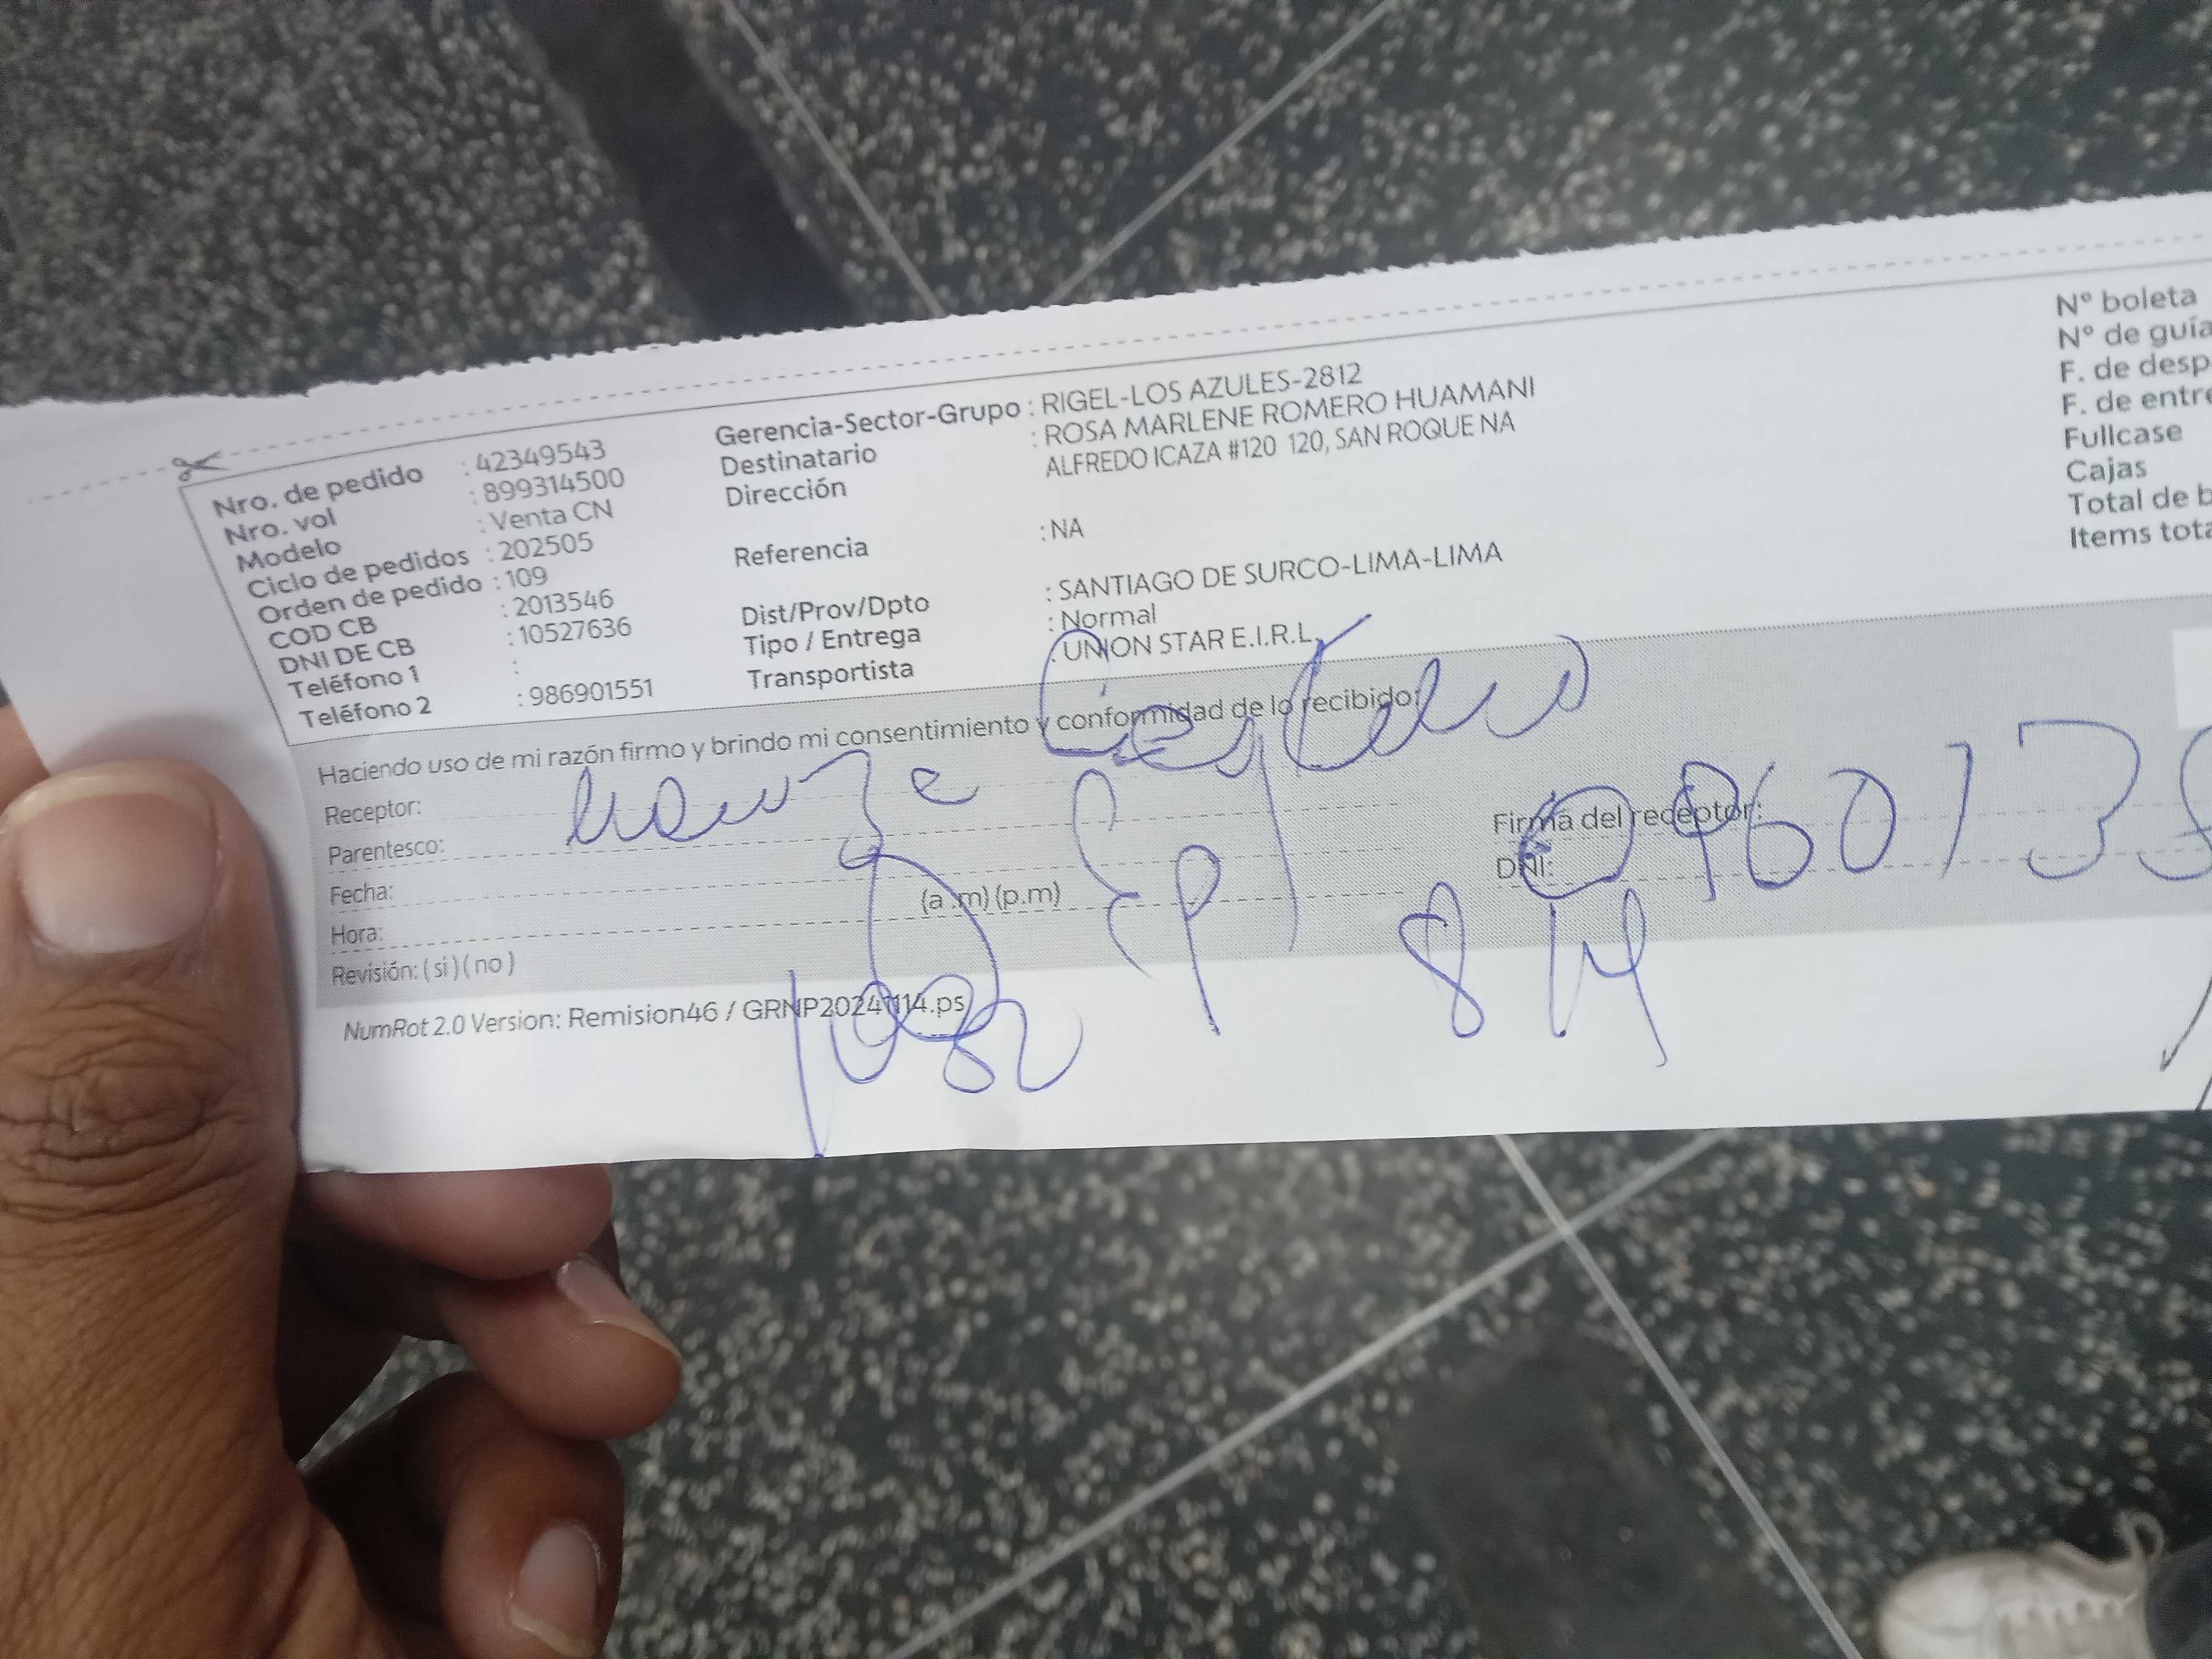 Nro. de pedido : 42349543
Nro. vol : 899314500
Modelo : Venta CN
Ciclo de pedidos : 202505
Orden de pedido : 109
COD CB : 2013546
DNI DE CB : 10527636
Teléfono 1 :
Teléfono 2 : 986901551
Gerencia-Sector-Grupo : RIGEL-LOS AZULES-2812
Destinatario : ROSA MARLENE ROMERO HUAMANI
Dirección ALFREDO ICAZA #120 120, SAN ROQUE NA
Referencia : NA
Dist/Prov/Dpto : SANTIAGO DE SURCO-LIMA-LIMA
Tipo / Entrega : Normal
Transportista : UNION STAR E.I.R.L.
N° boleta
N° de guía
F. de desp
F. de entre
Fullcase
Cajas
Total de b
Items tota
Haciendo uso de mi razón firmo y brindo mi consentimiento y conformidad de lo recibido:
Receptor:
Parentesco:
Fecha:
Hora: (a .m) (p.m)
Revisión: ( si ) ( no )
Firma del receptor:
DNI:
NumRot 2.0 Version: Remision46 / GRNP20241114.ps